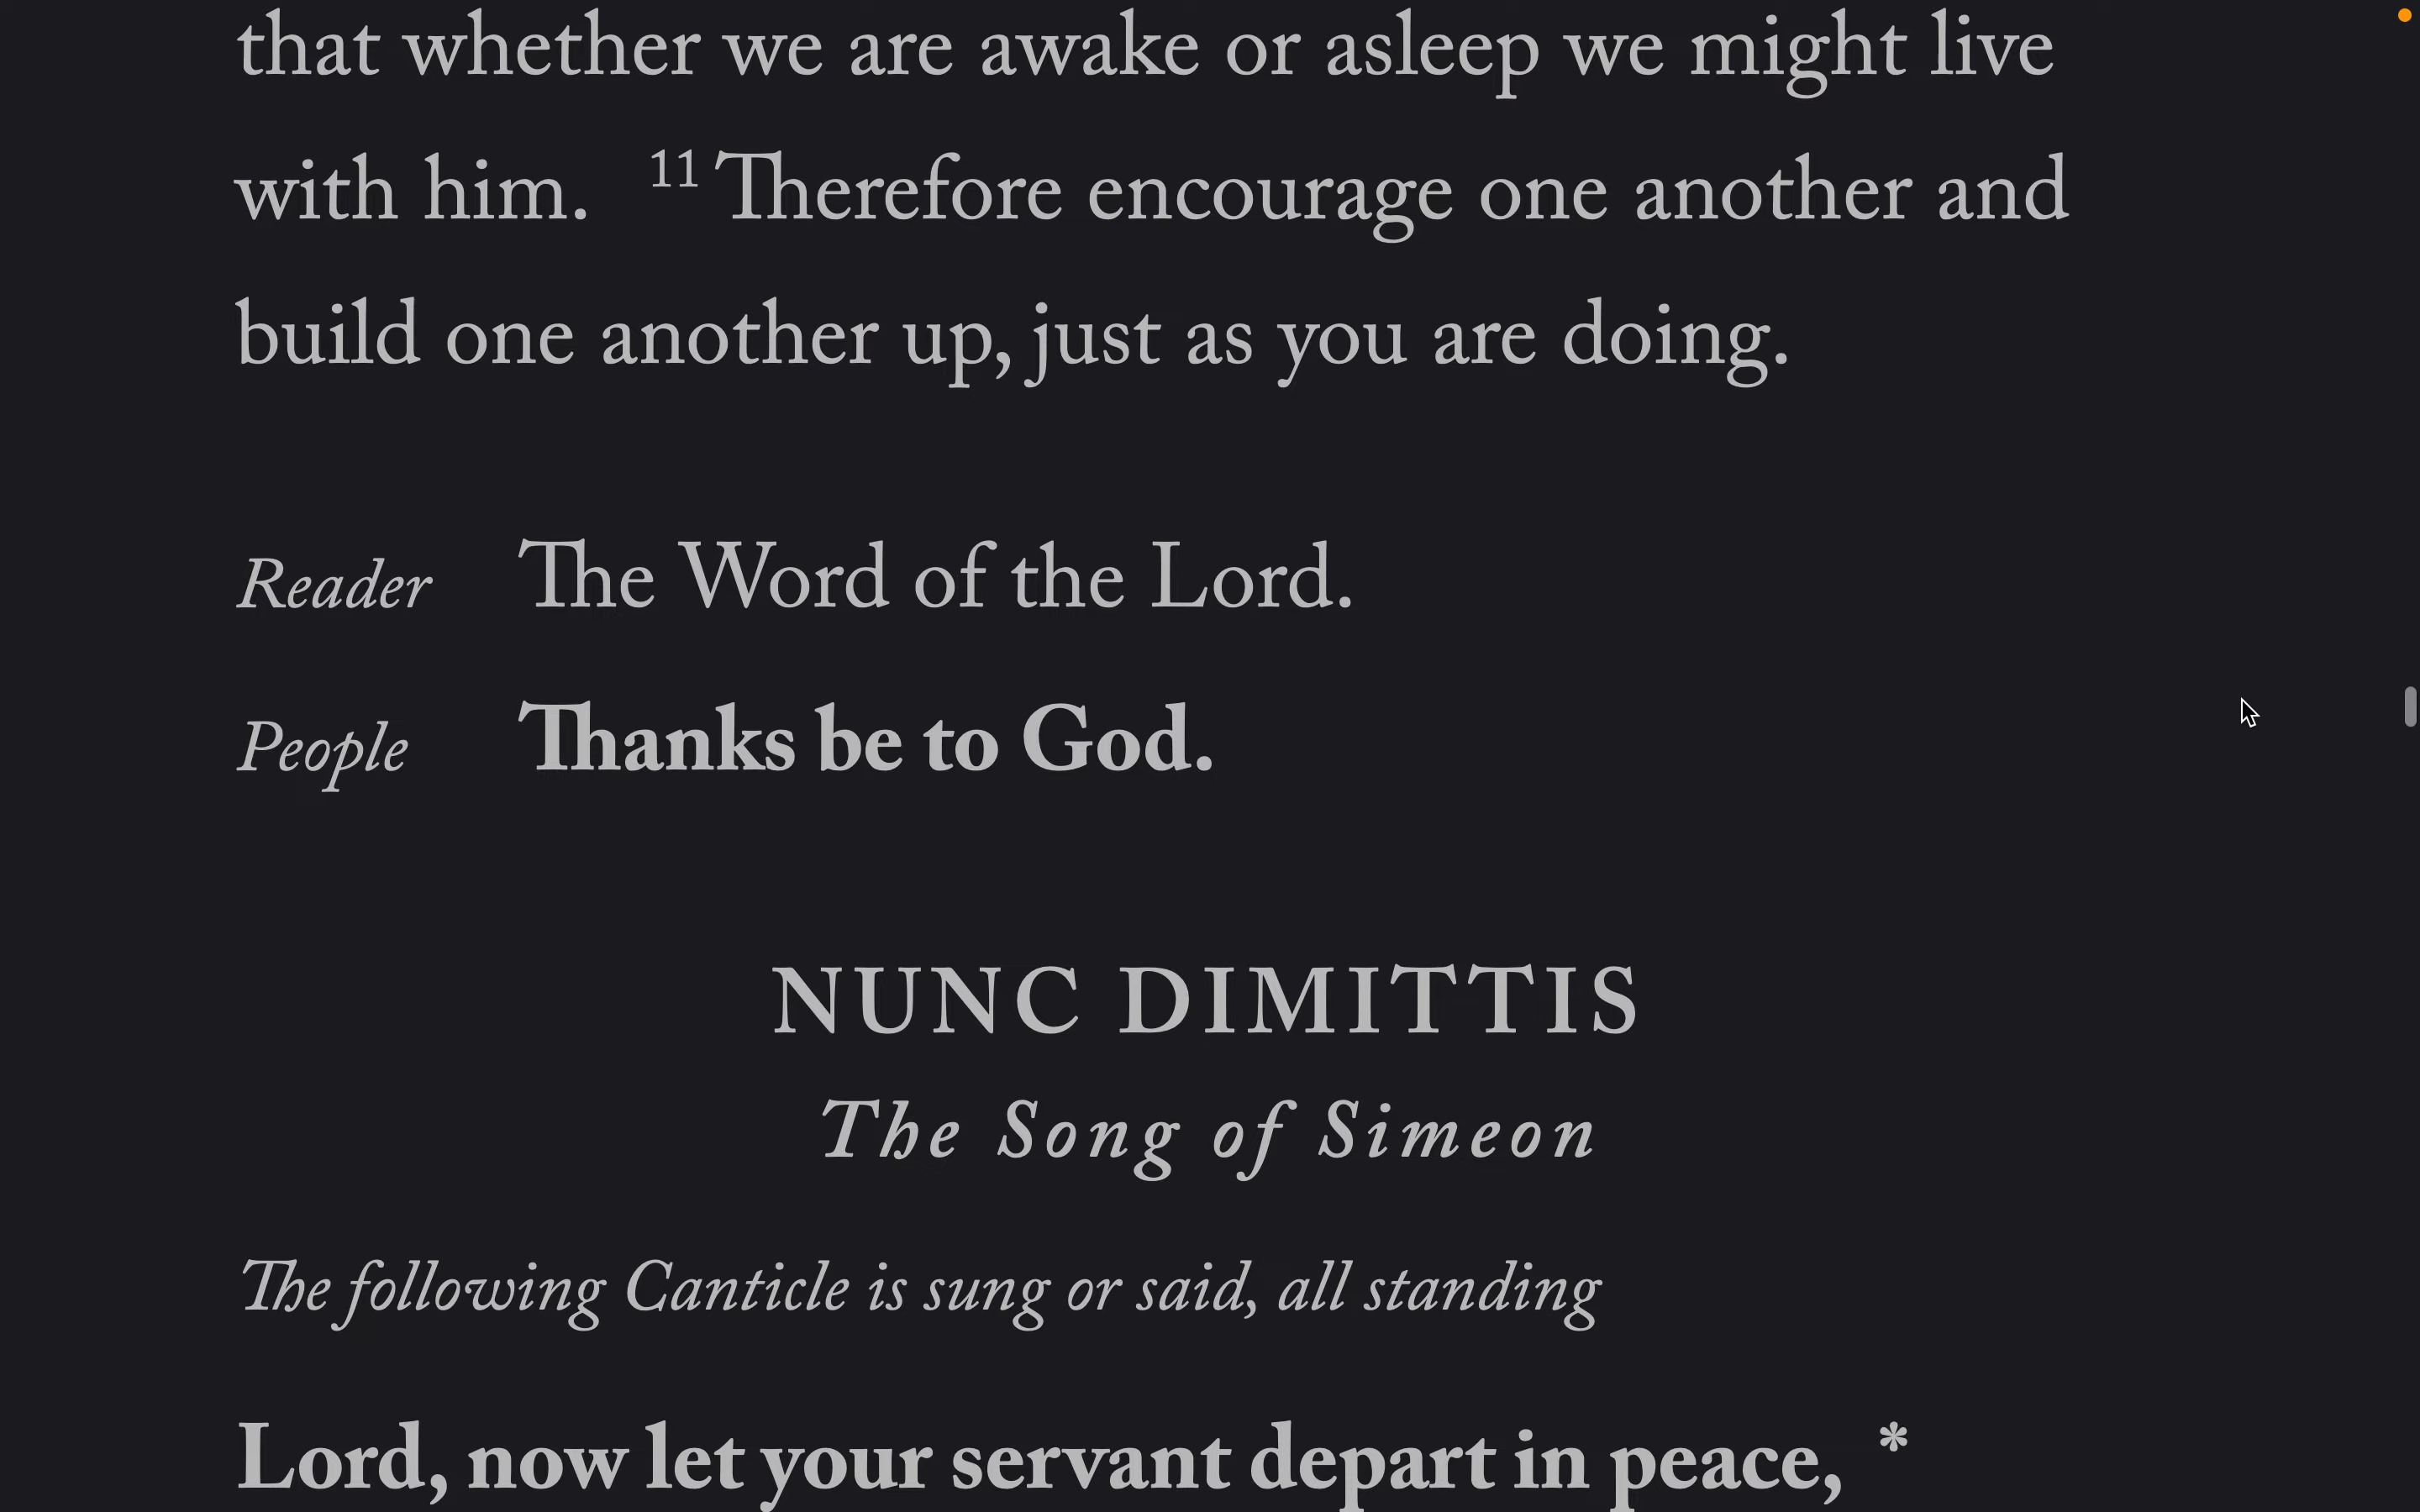 that whether we are awake or asleep we might live
with him. 11 Therefore encourage one another and
build one another up, just as you are doing.
Reader The Word of the Lord.
People Thanks be to God.
NUNC DIMITTIS
The Song of Simeon
The following Canticle is sung or said, all standing
Lord, now let your servant depart in peace, *